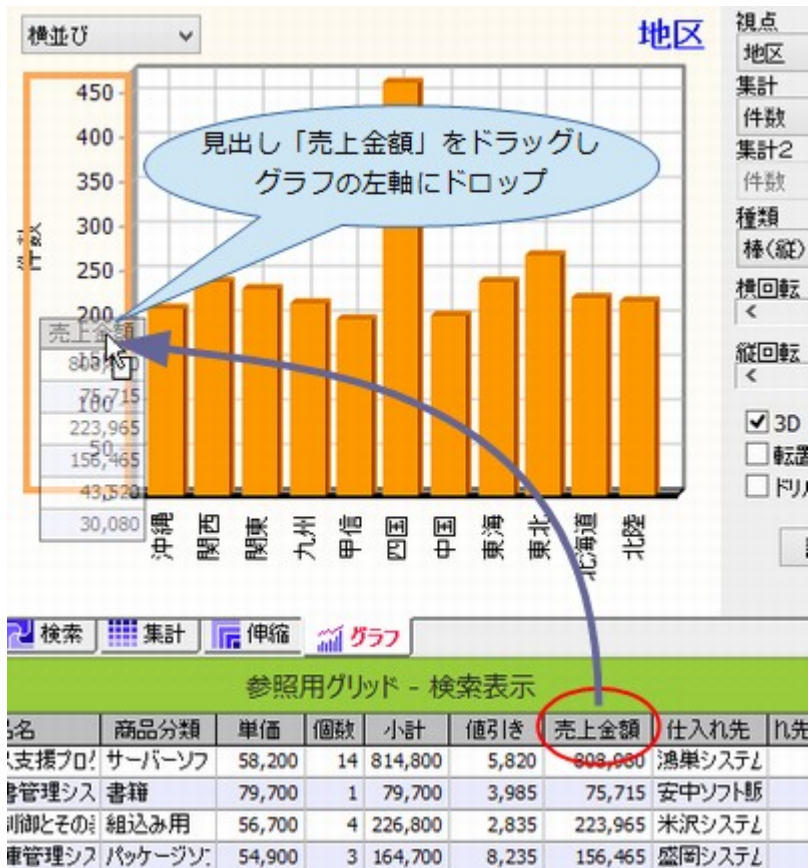 横並び
地区
450
400
350
300
250
200
150
100
50
件数
見出し「売上金額」をドラッグし
グラフの左軸にドロップ
売上金額
75,715
223,965
156,465
43,520
30,080
沖縄
関西
関東
九州
甲信
四国
中国
東海
東北
北海道
北陸
視点
地区
集計
件数
集計2
件数
種類
棒(縦)
横回転
縦回転
3D
転置
検索 集計 伸縮 グラフ
参照用グリッド - 検索表示
商品分類 単価 個数 小計 値引き 売上金額 仕入れ先
サーバーソフ 58,200 14 814,800 5,820 808,980 鴻巣システム
書籍 79,700 1 79,700 3,985 75,715 安中ソフト販
組込み用 56,700 4 226,800 2,835 223,965 米沢システム
パッケージソ 54,900 3 164,700 8,235 156,465 盛岡システム